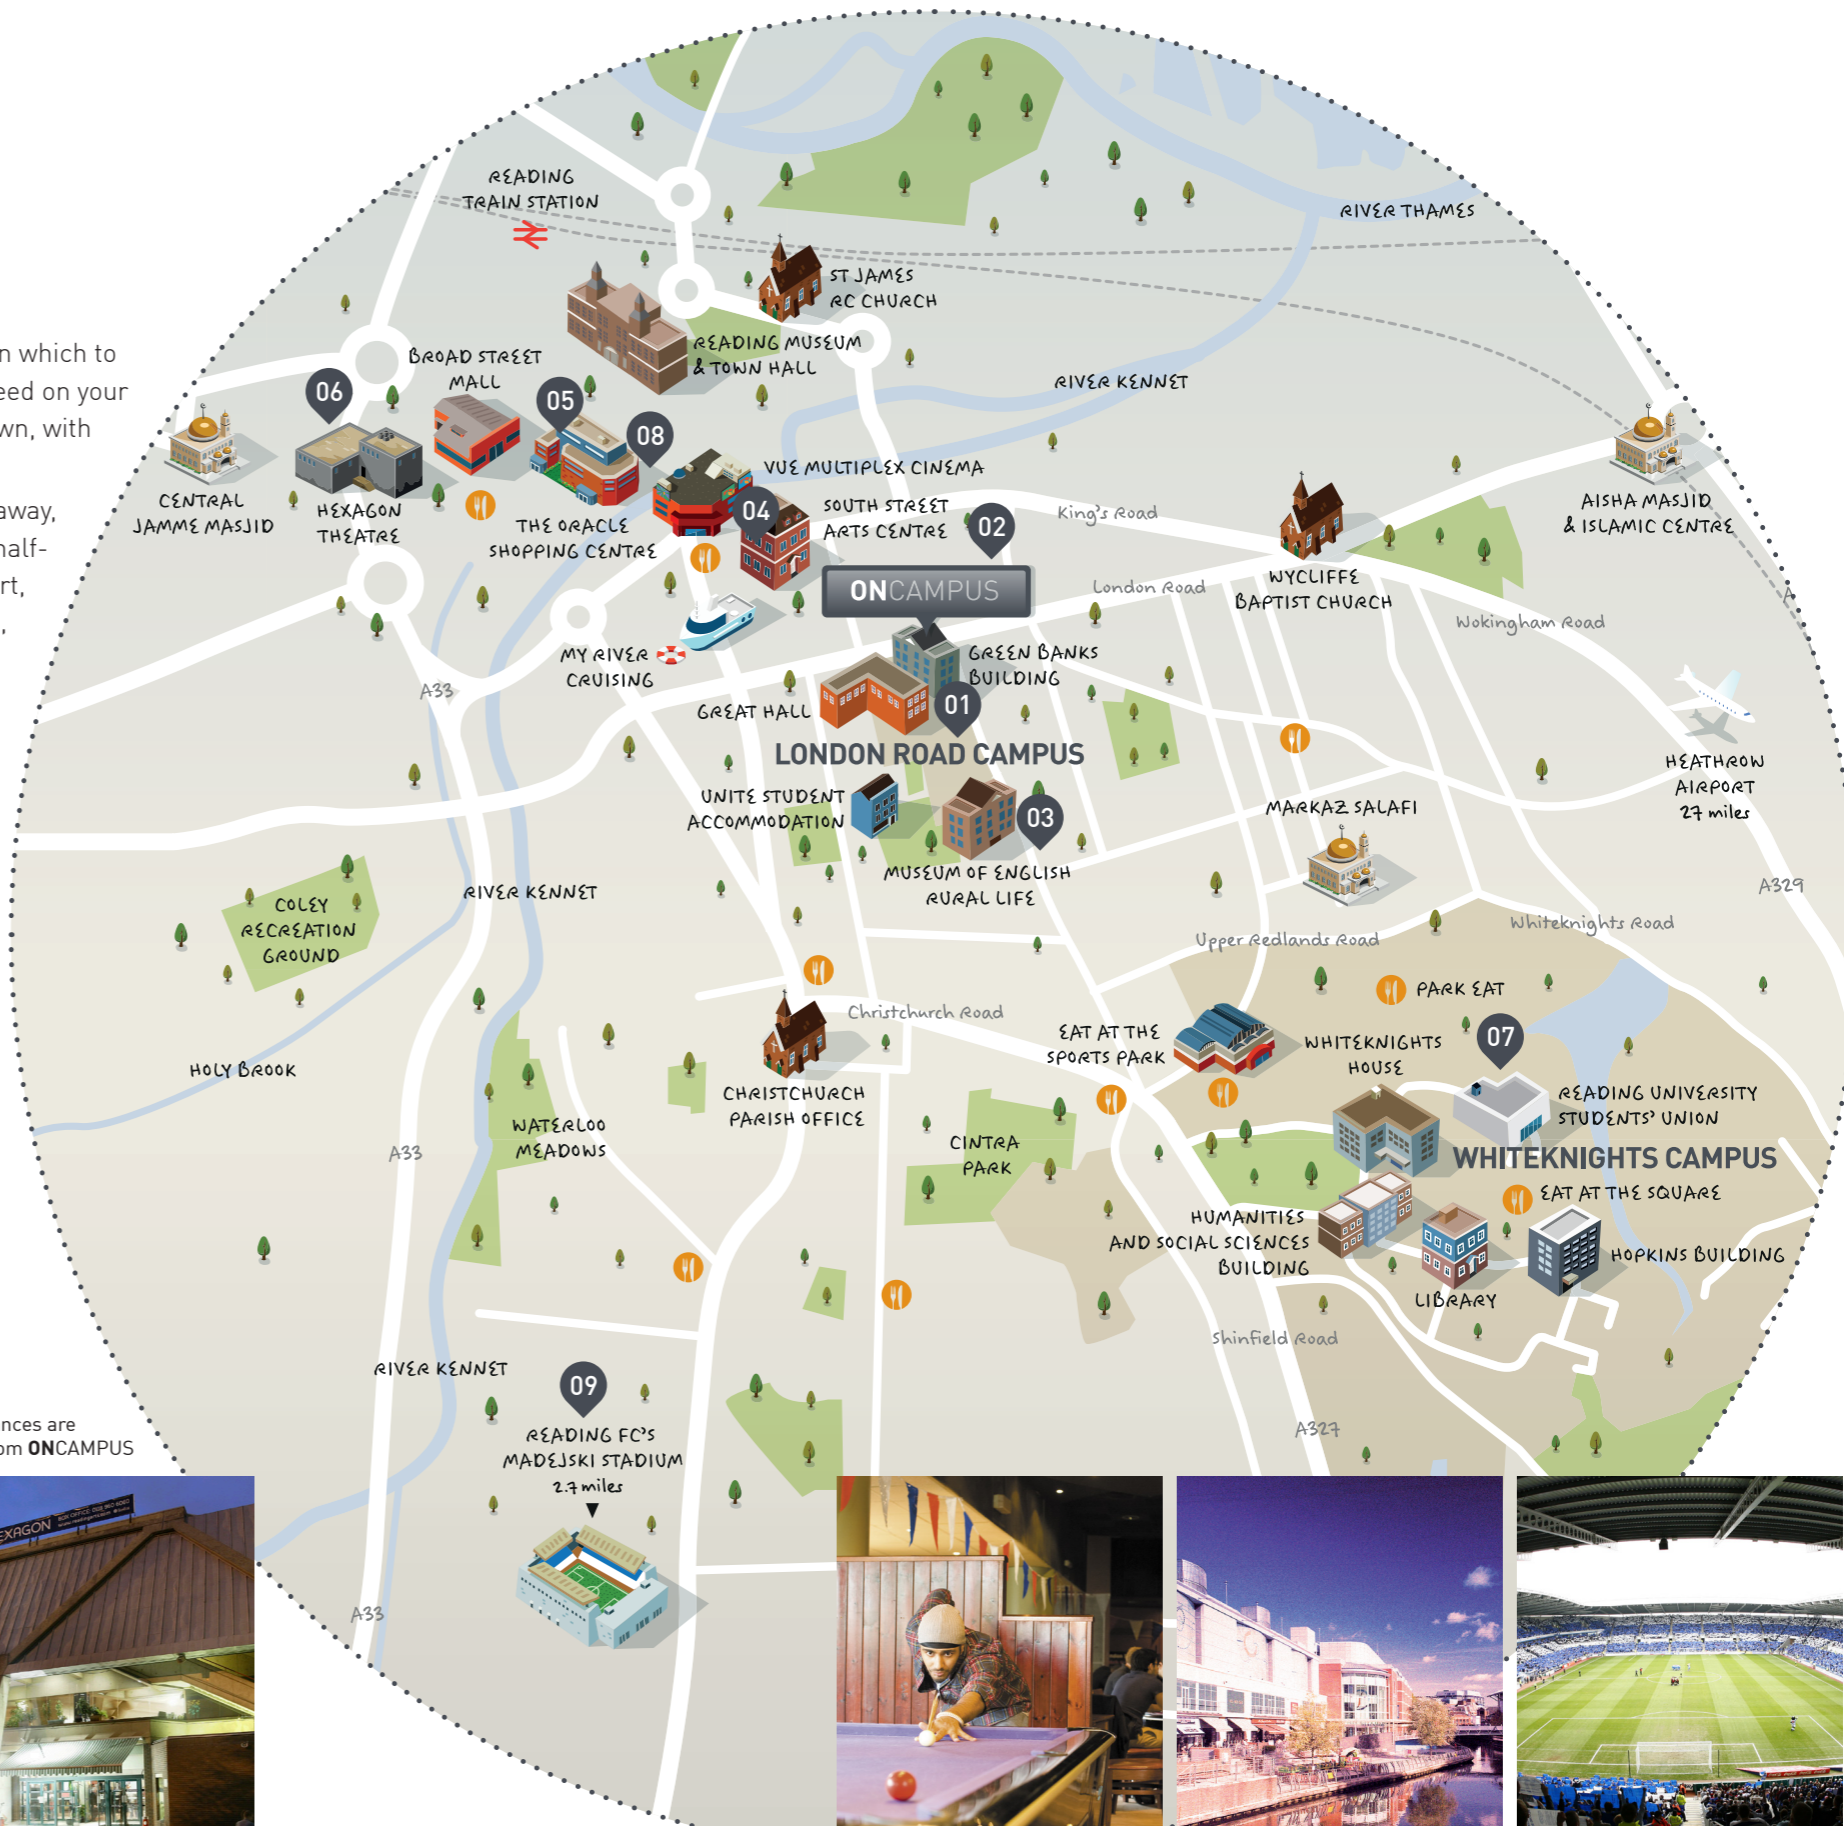 READING
TRAIN STATION
RIVER THAMES
ST JAMES
RC CHURCH
READING MUSEUM
& TOWN HALL
n which to
eed on your
wn, with
away,
half-
rt,
,
BROAD STREET
MALL
RIVER KENNET
06
05
08
VUE MULTIPLEX CINEMA
CENTRAL
JAMME MASJID
HEXAGON
THEATRE
THE ORACLE
SHOPPING CENTRE
04
SOUTH STREET
ARTS CENTRE
02
King's Road
AISHA MASJID
& ISLAMIC CENTRE
ONCAMPUS
London Road
WYCLIFFE
BAPTIST CHURCH
A
Wokingham Road
MY RIVER
CRUISING
GREEN BANKS
BUILDING
A33
GREAT HALL
01
LONDON ROAD CAMPUS
HEATHROW
AIRPORT
27 miles
UNITE STUDENT
ACCOMMODATION
03
MARKAZ SALAFI
MUSEUM OF ENGLISH
RURAL LIFE
A329
COLEY
RECREATION
GROUND
RIVER KENNET
Upper Redlands Road
Whiteknights Road
PARK EAT
Christchurch Road
EAT AT THE
SPORTS PARK
WHITEKNIGHTS
HOUSE
07
HOLY BROOK
CHRISTCHURCH
PARISH OFFICE
READING UNIVERSITY
STUDENTS' UNION
WATERLOO
MEADOWS
A33
CINTRA
PARK
WHITEKNIGHTS CAMPUS
EAT AT THE SQUARE
HUMANITIES
AND SOCIAL SCIENCES
BUILDING
HOPKINS BUILDING
LIBRARY
Shinfield Road
RIVER KENNET
09
A327
READING FC'S
MADEJSKI STADIUM
2.7 miles
nces are
om ONCAMPUS
EXAGON
BOX OFFICE
A33